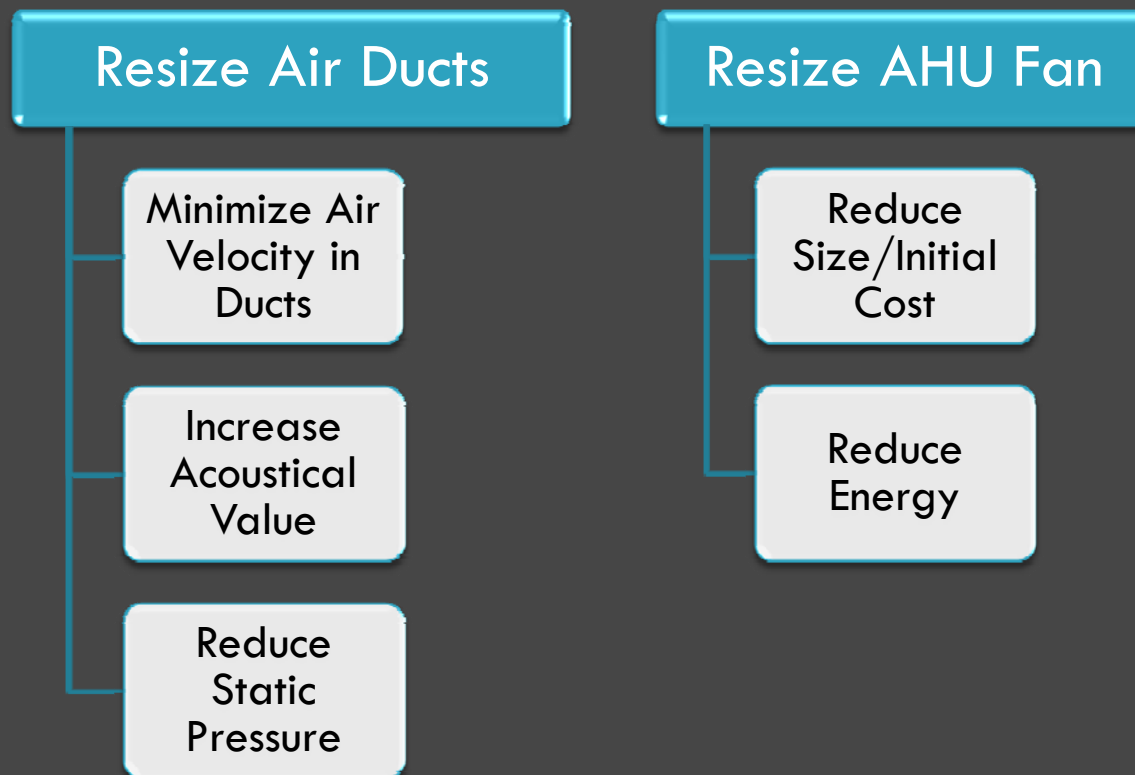 Resize Air Ducts
Minimize Air
Velocity in
Ducts
Increase
Acoustical
Value
Reduce
Static
Pressure
Resize AHU Fan
Reduce
Size/Initial
Cost
Reduce
Energy